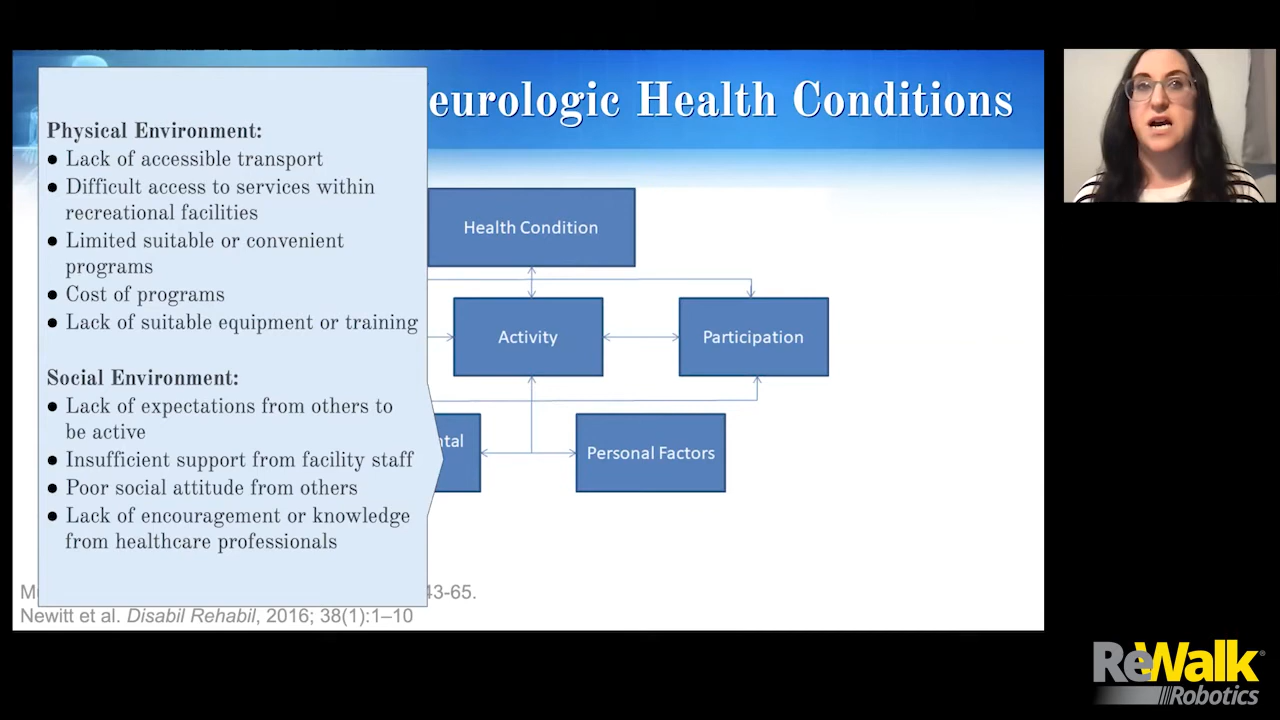 eurologic Health Conditions
Physical Environment:
● Lack of accessible transport
● Difficult access to services within
recreational facilities
● Limited suitable or convenient
programs
● Cost of programs
● Lack of suitable equipment or training
Social Environment:
● Lack of expectations from others to
be active
● Insufficient support from facility staff
● Poor social attitude from others
● Lack of encouragement or knowledge
from healthcare professionals
Health Condition
Activity
Participation
ntal
Personal Factors
43-65.
Newitt et al. Disabil Rehabil, 2016; 38(1):1–10
ReWalk®
Robotics